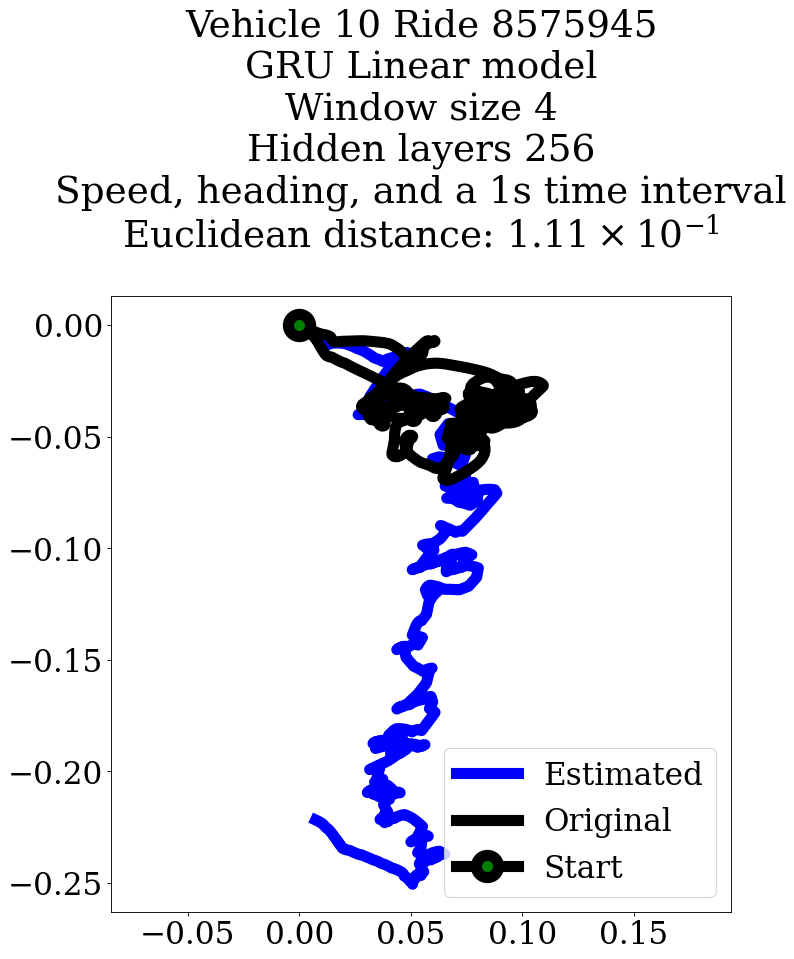 Vehicle 10 Ride 8575945
GRU Linear model
Window size 4
Hidden layers 256
Speed, heading, and a 1s time interval
Euclidean distance: 1.11 × 10⁻¹
0.00
−0.05
−0.10
−0.15
−0.20
−0.25
Estimated
Original
Start
−0.05 0.00 0.05 0.10 0.15